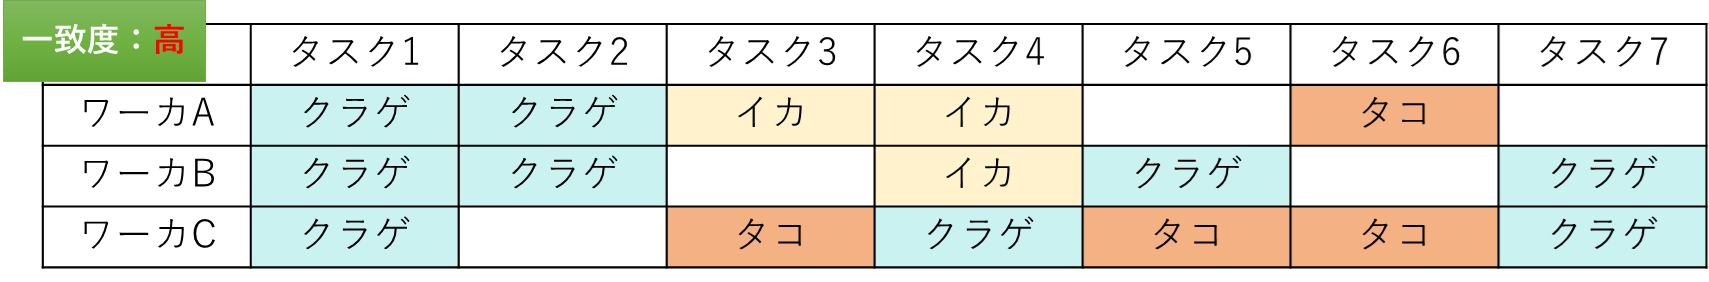 一致度：高
タスク1 タスク2 タスク3 タスク4 タスク5 タスク6 タスク7
ワーカA クラゲ クラゲ イカ イカ タコ
ワーカB クラゲ クラゲ イカ クラゲ クラゲ
ワーカC クラゲ タコ クラゲ タコ タコ クラゲ